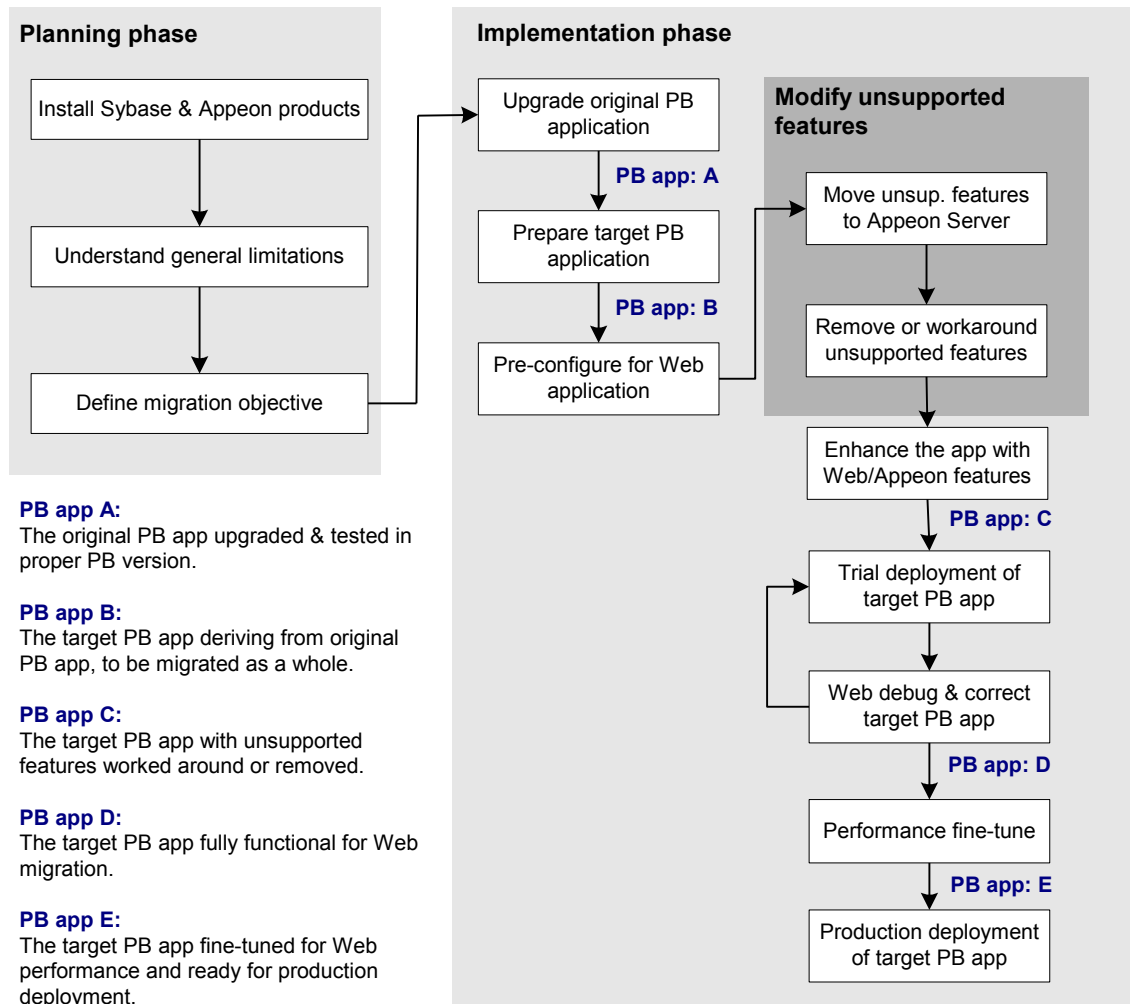 Planning phase
Install Sybase & Appeon products
Understand general limitations
Define migration objective
Implementation phase
Upgrade original PB
application
PB app: A
Prepare target PB
application
PB app: B
Pre-configure for Web
application
Modify unsupported
features
Move unsup. features
to Appeon Server
Remove or workaround
unsupported features
Enhance the app with
Web/Appeon features
PB app: C
Trial deployment of
target PB app
Web debug & correct
target PB app
PB app: D
Performance fine-tune
PB app: E
Production deployment
of target PB app
PB app A:
The original PB app upgraded & tested in
proper PB version.
PB app B:
The target PB app deriving from original
PB app, to be migrated as a whole.
PB app C:
The target PB app with unsupported
features worked around or removed.
PB app D:
The target PB app fully functional for Web
migration.
PB app E:
The target PB app fine-tuned for Web
performance and ready for production
deployment.